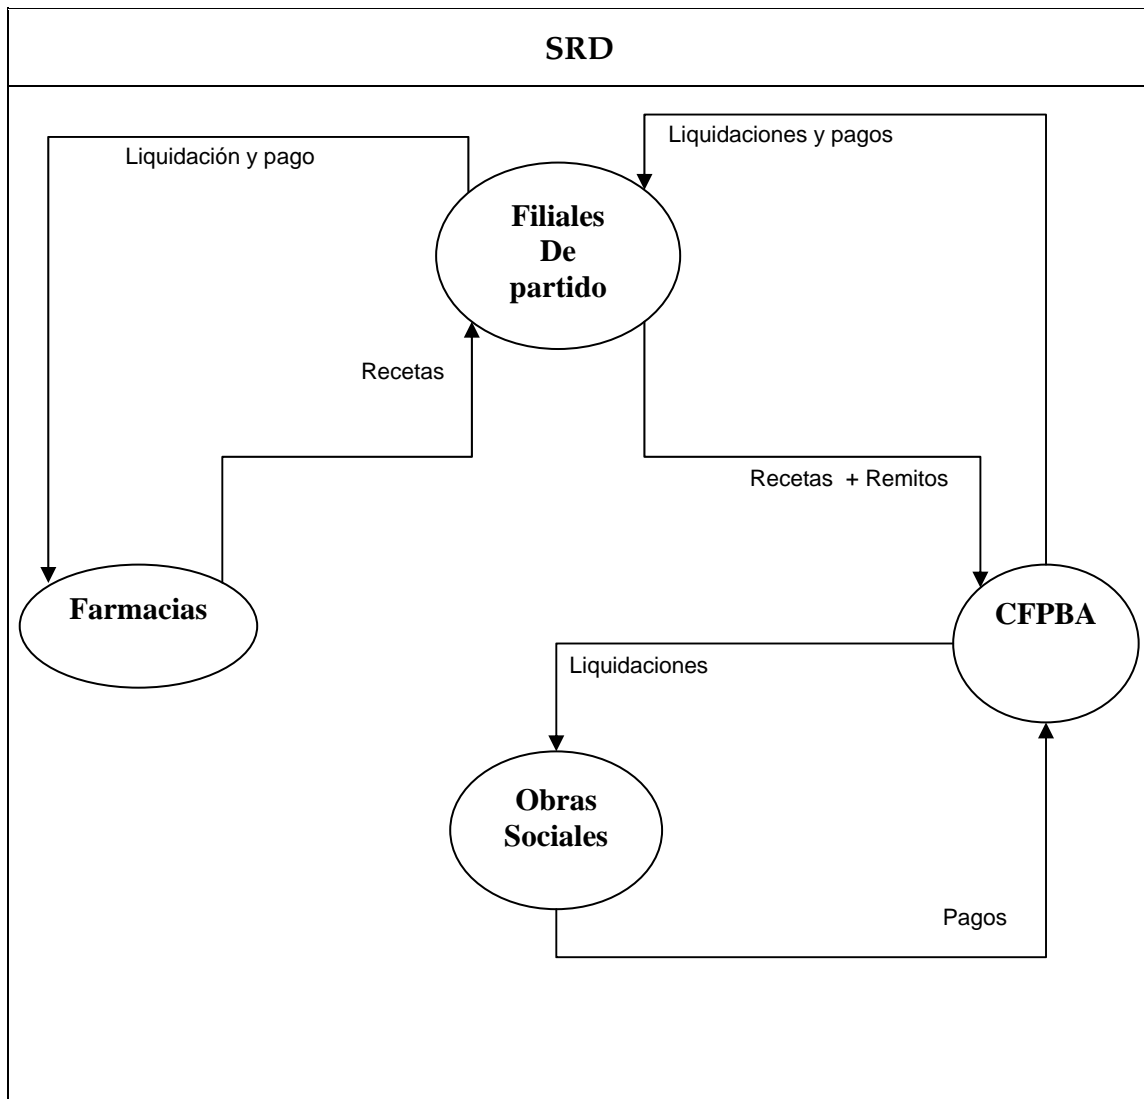 SRD
Liquidaciones y pagos
Liquidación y pago
Filiales
De
partido
Recetas
Recetas + Remitos
Farmacias
CFPBA
Liquidaciones
Obras
Sociales
Pagos